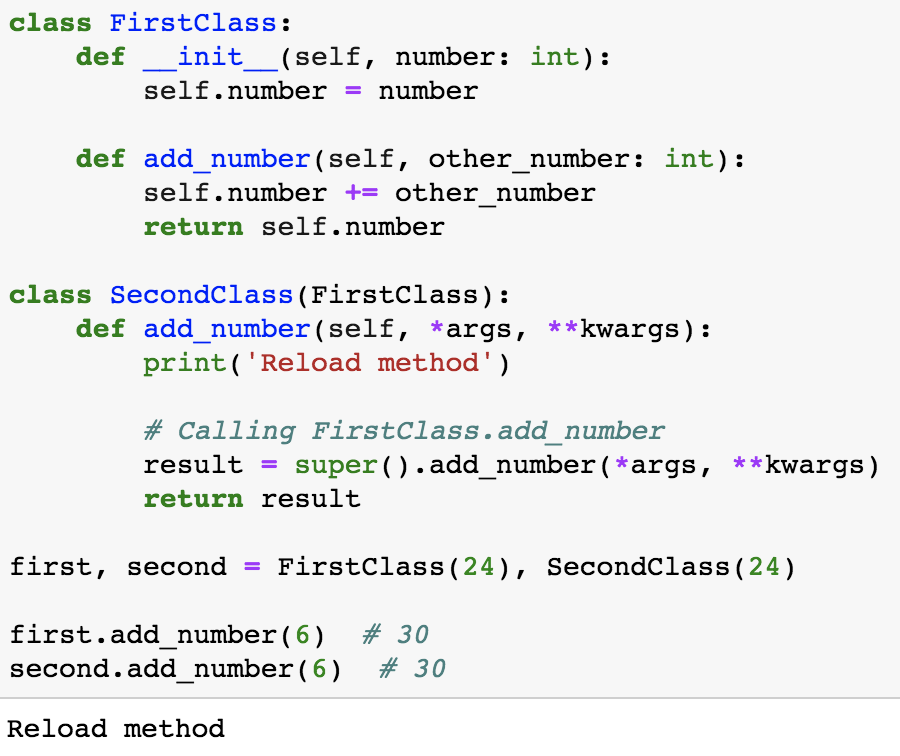 class FirstClass:
    def __init__(self, number: int):
        self.number = number

    def add_number(self, other_number: int):
        self.number += other_number
        return self.number

class SecondClass(FirstClass):
    def add_number(self, *args, **kwargs):
        print('Reload method')

        # Calling FirstClass.add_number
        result = super().add_number(*args, **kwargs)
        return result

first, second = FirstClass(24), SecondClass(24)

first.add_number(6)  # 30
second.add_number(6)  # 30
Reload method